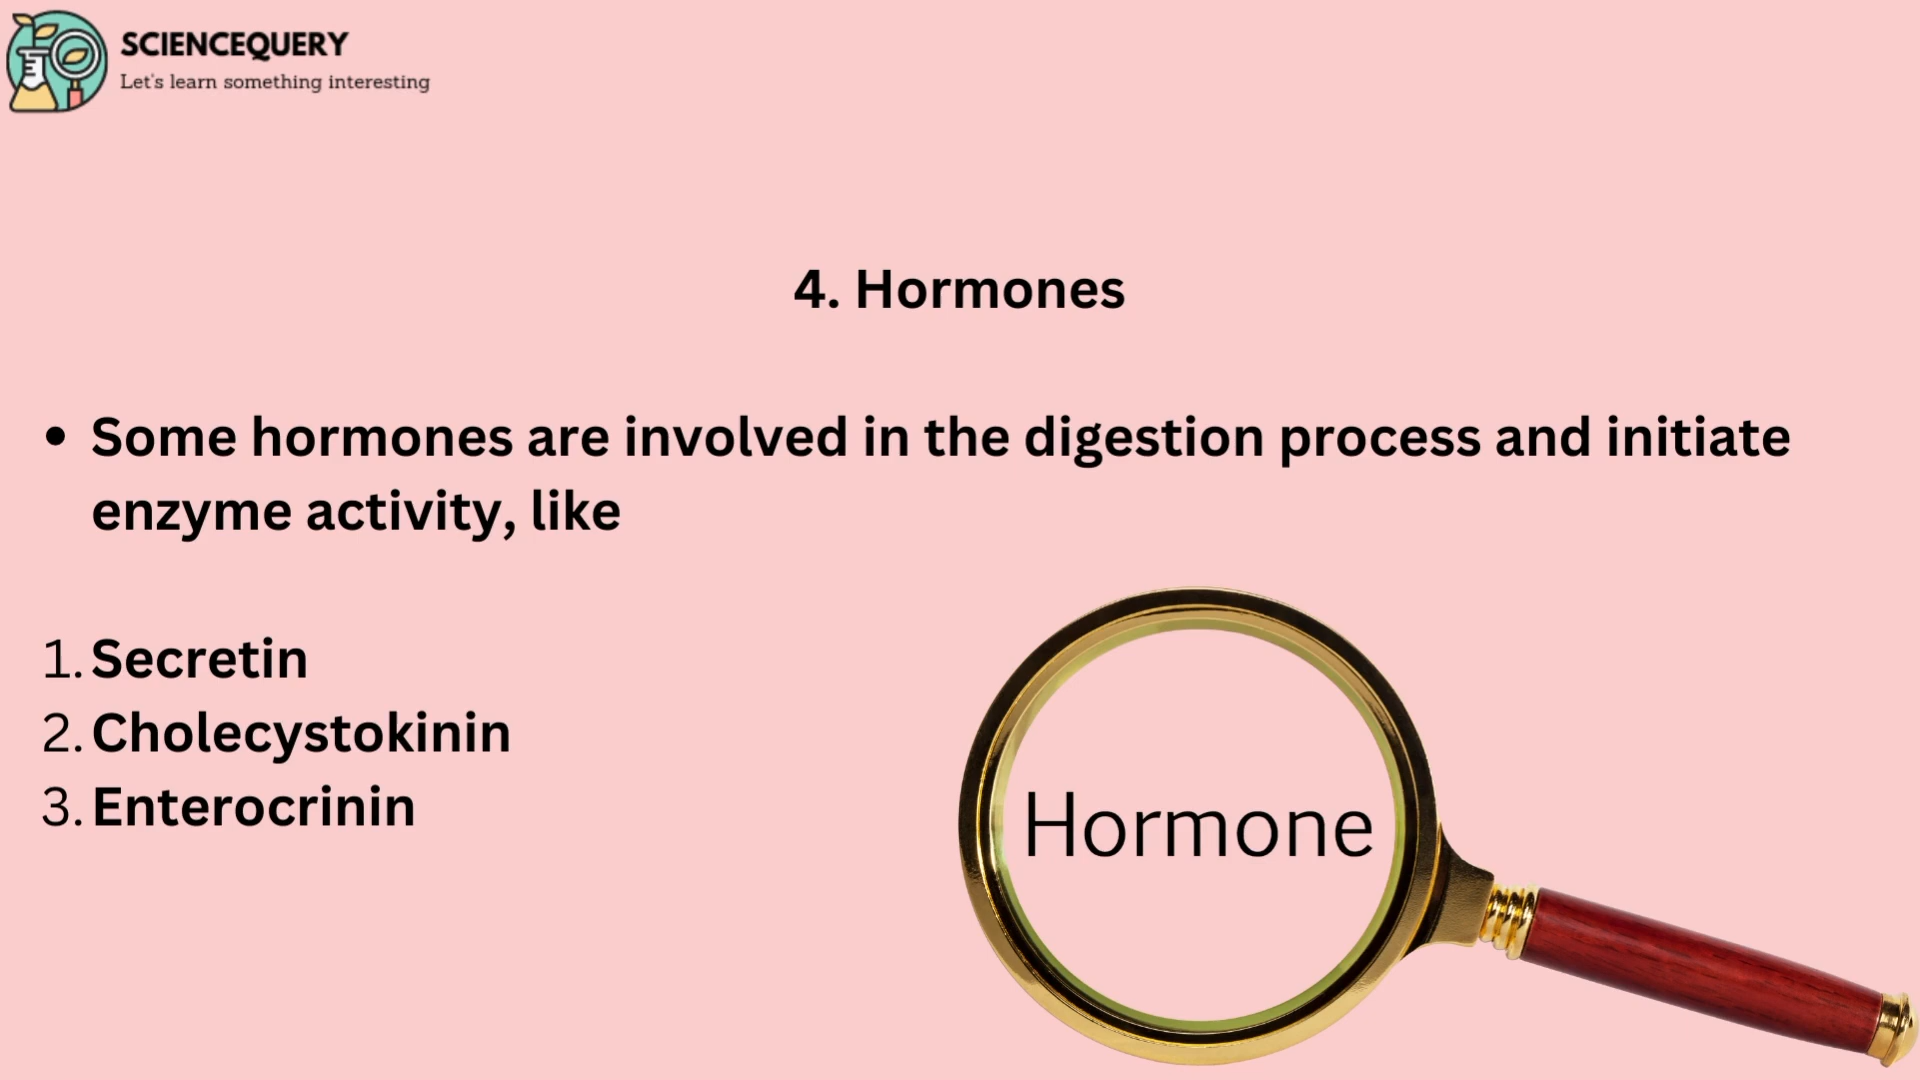 SCIENCEQUERY
Let's learn something interesting
4. Hormones
• Some hormones are involved in the digestion process and initiate
enzyme activity, like
1. Secretin
2. Cholecystokinin
3. Enterocrinin
Hormone